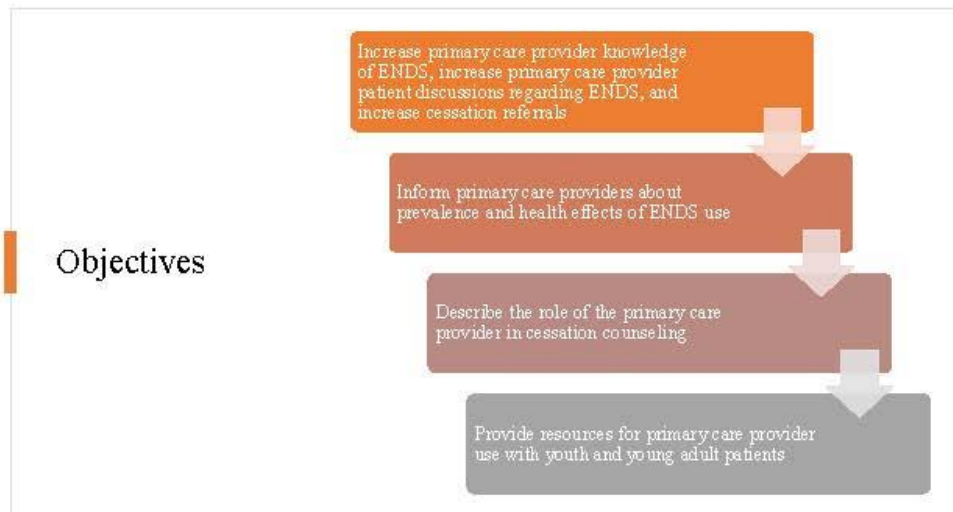 Objectives
Increase primary care provider knowledge
of ENDS, increase primary care provider
patient discussions regarding ENDS, and
increase cessation referrals
Inform primary care providers about
prevalence and health effects of ENDS use
Describe the role of the primary care
provider in cessation counseling
Provide resources for primary care provider
use with youth and young adult patients